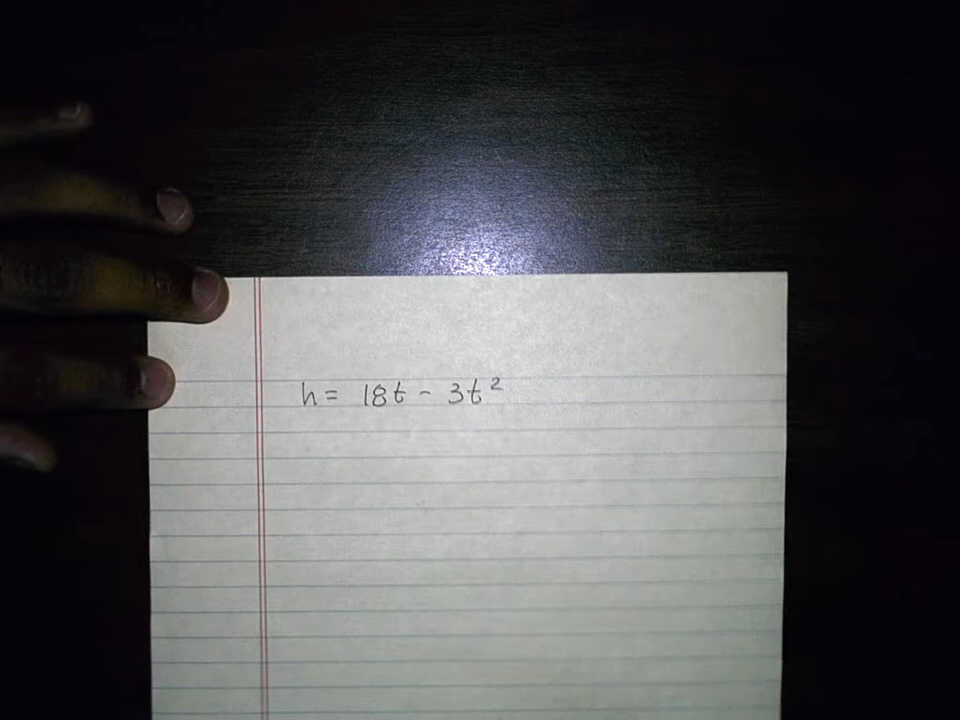 h = 18t - 3t²